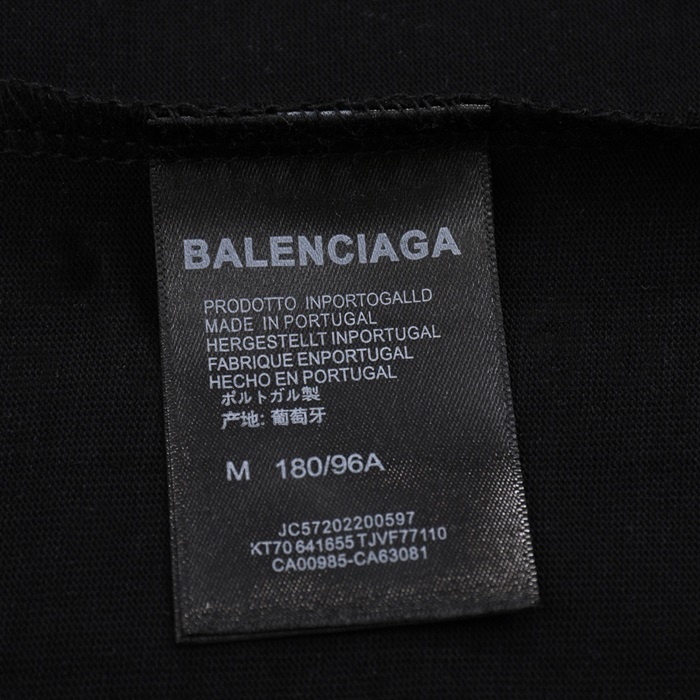 BALENCIAGA
PRODOTTO INPORTOGALLD
MADE IN PORTUGAL
HERGESTELLT INPORTUGAL
FABRIQUE ENPORTUGAL
HECHO EN PORTUGAL
ポルトガル製
产地: 葡萄牙
M 180/96A
JC57202200597
KT70 641655 TJVF77110
CA00985-CA63081